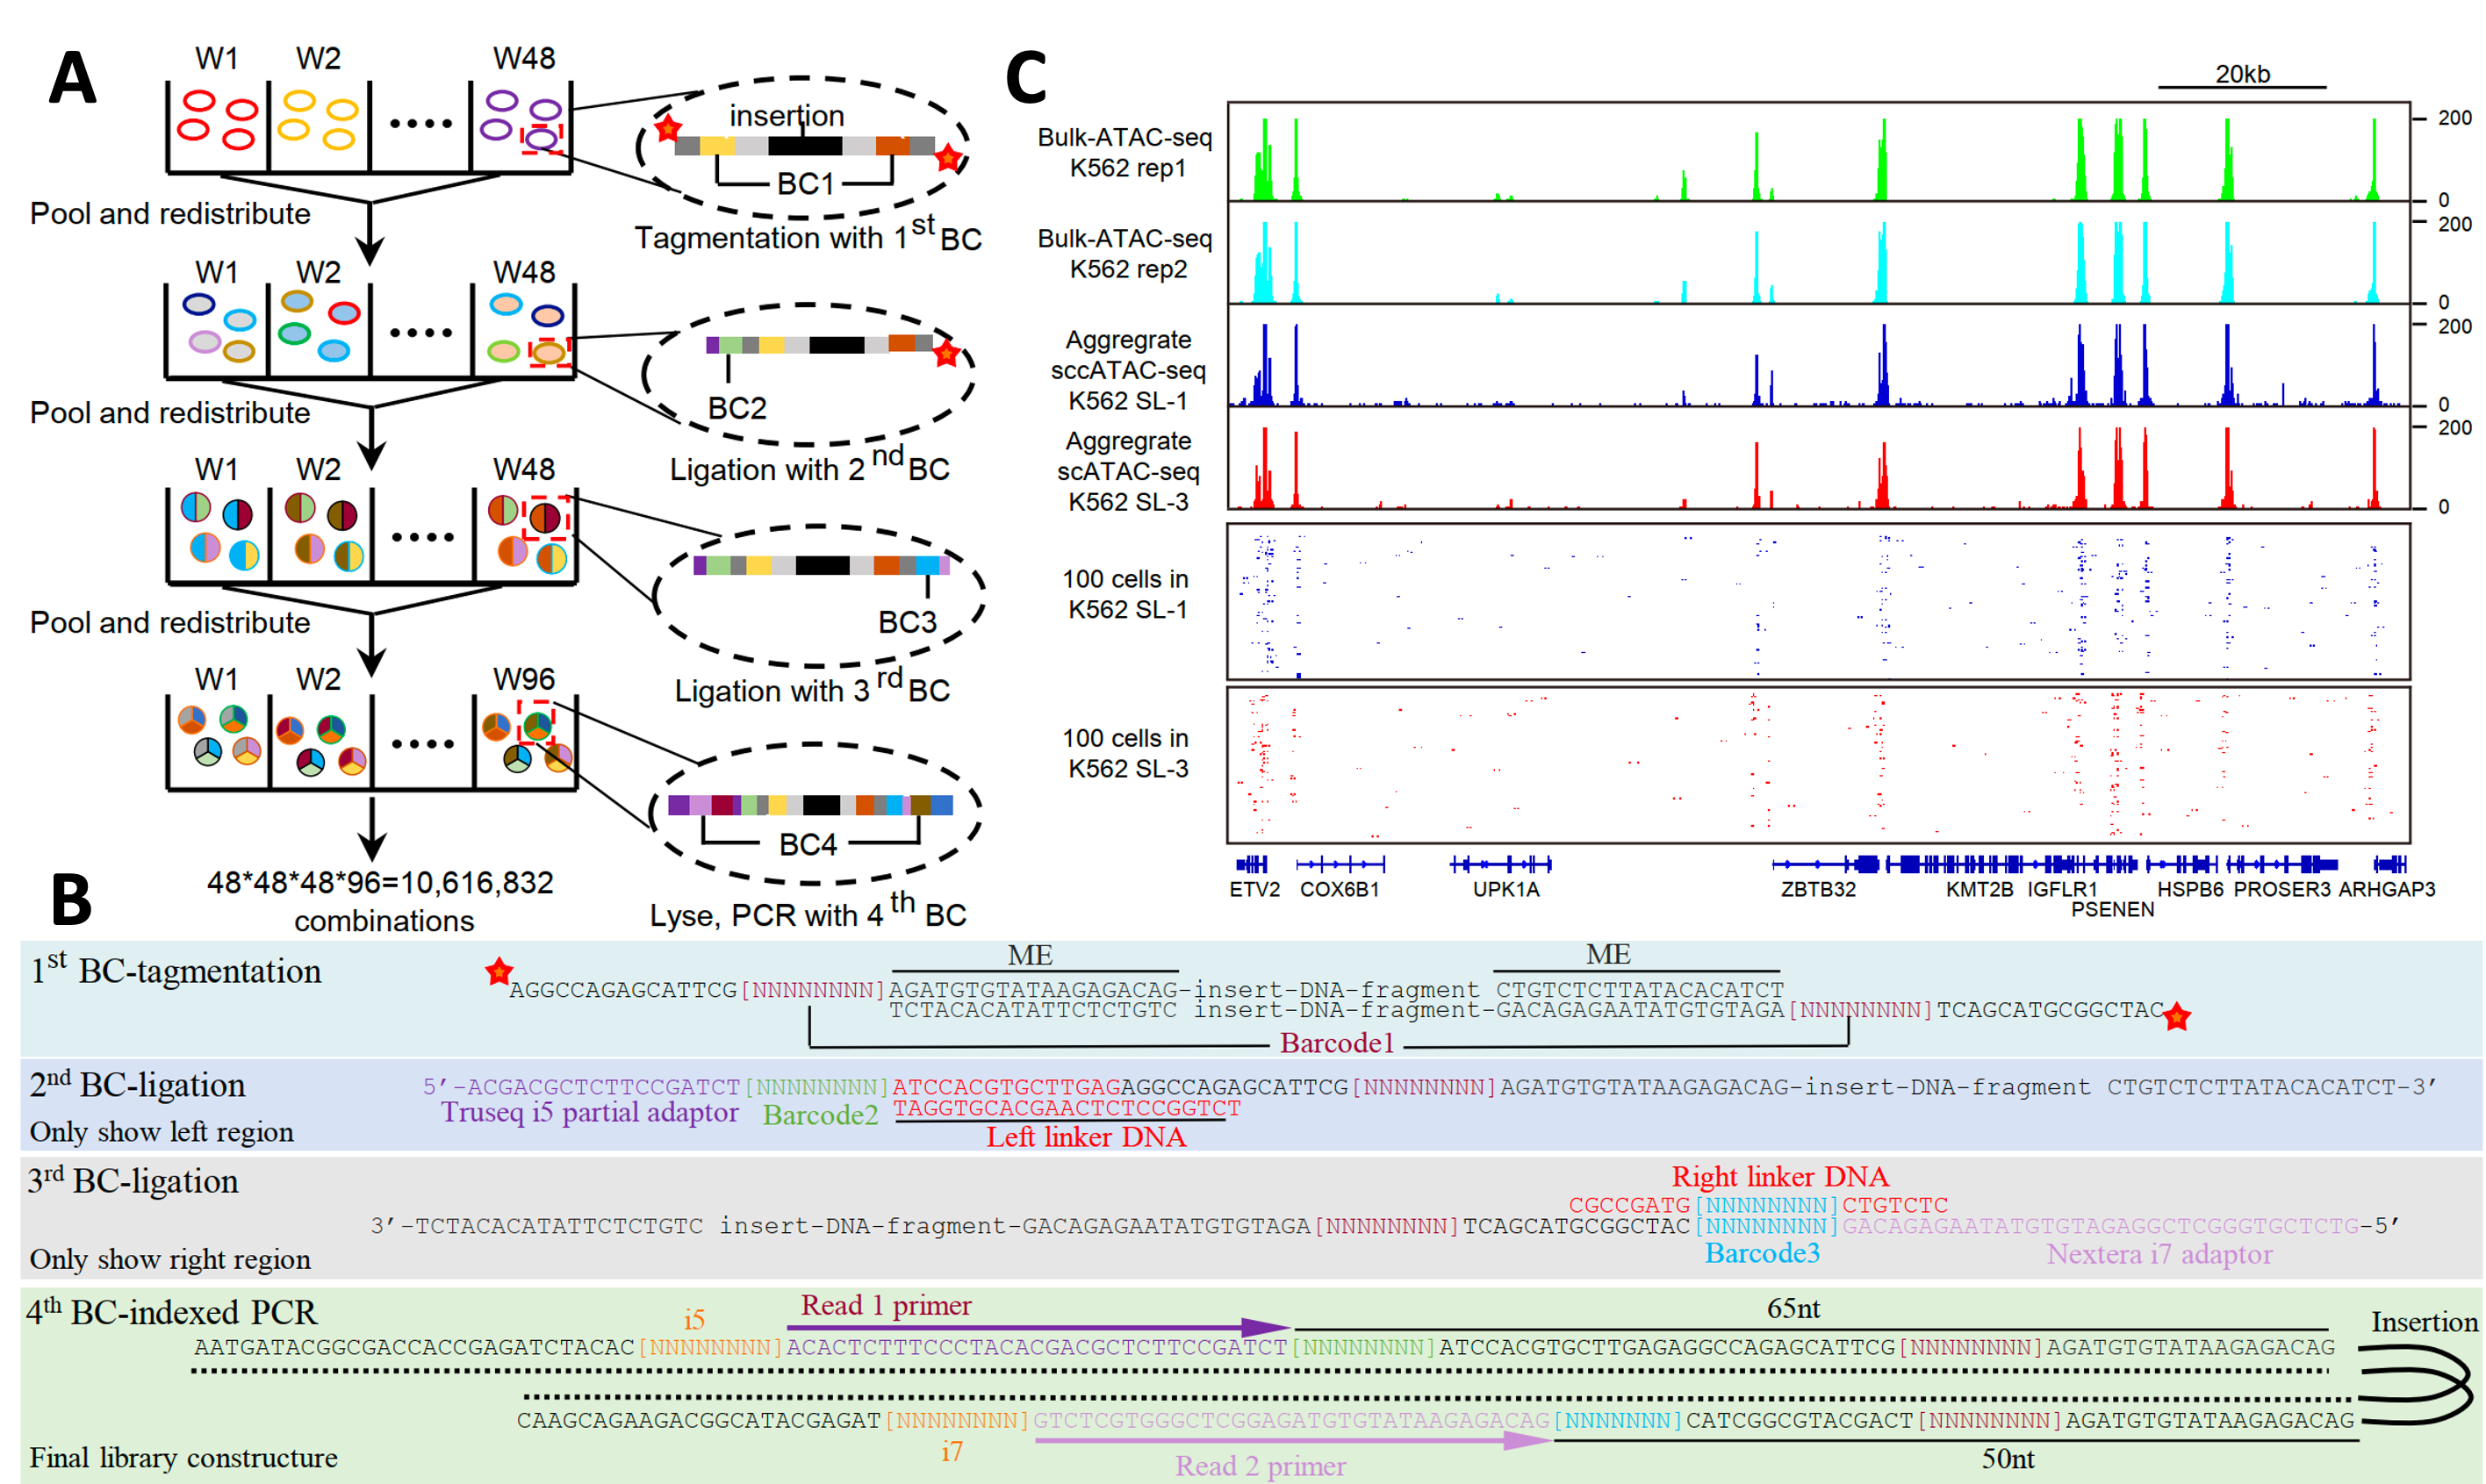 A
W1
W2
W48
insertion
BC1
Tagmentation with 1st BC
Pool and redistribute
W1
W2
W48
BC2
Ligation with 2nd BC
Pool and redistribute
W1
W2
W48
BC3
Ligation with 3rd BC
Pool and redistribute
W1
W2
W96
BC4
Lyse, PCR with 4th BC
48*48*48*96=10,616,832
combinations
C
20kb
Bulk-ATAC-seq
K562 rep1
200
0
Bulk-ATAC-seq
K562 rep2
200
0
Aggregrate
sccATAC-seq
K562 SL-1
200
0
Aggregrate
scATAC-seq
K562 SL-3
200
0
100 cells in
K562 SL-1
100 cells in
K562 SL-3
ETV2 COX6B1 UPK1A ZBTB32 KMT2B IGFLR1 HSPB6 PROSER3 ARHGAP3
PSENEN
B
1st BC-tagmentation
ME
ME
AGGCCAGAGCATTCG[NNNNNNNN]AGATGTGTATAAGAGACAG-insert-DNA-fragment CTGTCTCTTATACACATCT
TCTACACATATTCTCTGTC insert-DNA-fragment-GACAGAGAATATGTGTAGA[NNNNNNNN]TCAGCATGCGGCTAC
Barcode1
2nd BC-ligation
5′-ACGACGCTCTTCCGATCT[NNNNNNNN]ATCCACGTGCTTGAGAGGCCAGAGCATTCG[NNNNNNNN]AGATGTGTATAAGAGACAG-insert-DNA-fragment CTGTCTCTTATACACATCT-3′
TAGGTGCACGAACTCTCCGGTCT
Truseq i5 partial adaptor
Barcode2
Left linker DNA
Only show left region
3rd BC-ligation
Right linker DNA
CGCCGATG[NNNNNNNN]CTGTCTC
3′-TCTACACATATTCTCTGTC insert-DNA-fragment-GACAGAGAATATGTGTAGA[NNNNNNNN]TCAGCATGCGGCTAC[NNNNNNNN]GACAGAGAATATGTGTAGAGGCTCGGGTGCTCTG-5′
Barcode3
Nextera i7 adaptor
Only show right region
4th BC-indexed PCR
i5
Read 1 primer
65nt
Insertion
AATGATACGGCGACCACCGAGATCTACAC[NNNNNNNN]ACACTCTTTCCCTACACGACGCTCTTCCGATCT[NNNNNNNN]ATCCACGTGCTTGAGAGGCCAGAGCATTCG[NNNNNNNN]AGATGTGTATAAGAGACAG
CAAGCAGAAGACGGCATACGAGAT[NNNNNNNN]GTCTCGTGGGCTCGGAGATGTGTATAAGAGACAG[NNNNNNN]CATCGGCGTACGACT[NNNNNNNN]AGATGTGTATAAGAGACAG
i7
Read 2 primer
50nt
Final library constructure